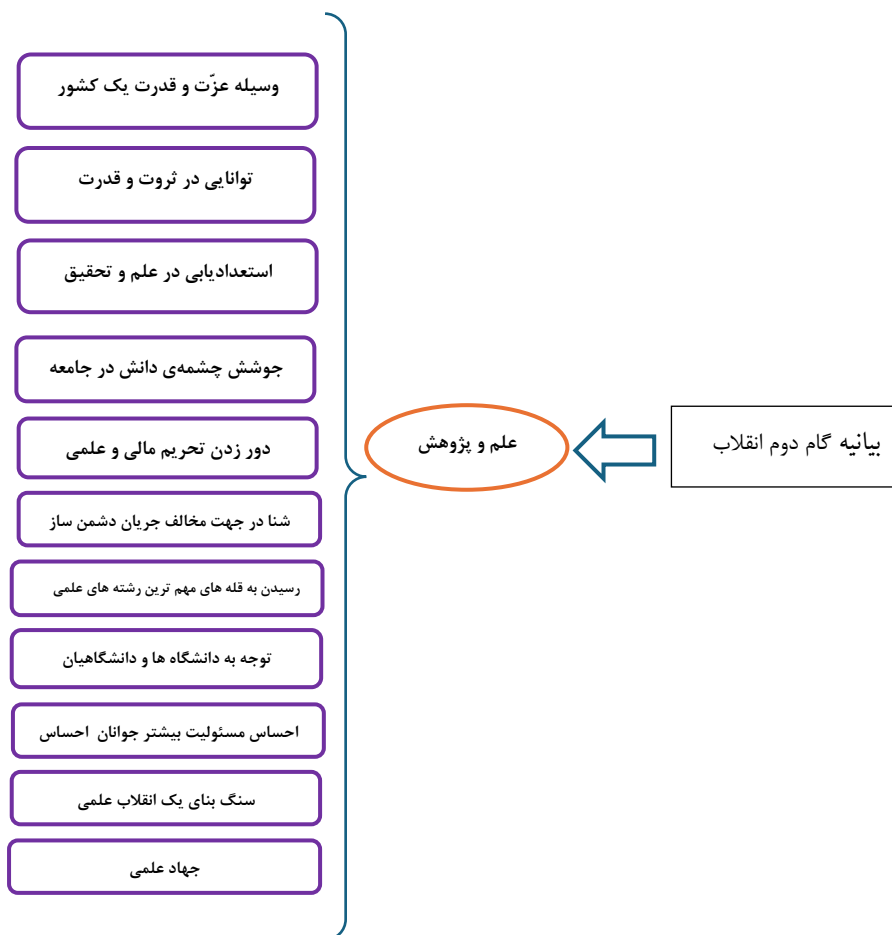 بیانیه گام دوم انقلاب
علم و پژوهش
وسیله عزّت و قدرت یک کشور
توانایی در ثروت و قدرت
استعدادیابی در علم و تحقیق
جوشش چشمه‌ی دانش در جامعه
دور زدن تحریم مالی و علمی
شنا در جهت مخالف جریان دشمن ساز
رسیدن به قله های مهم ترین رشته های علمی
توجه به دانشگاه ها و دانشگاهیان
احساس مسئولیت بیشتر جوانان احساس
سنگ بنای یک انقلاب علمی
جهاد علمی